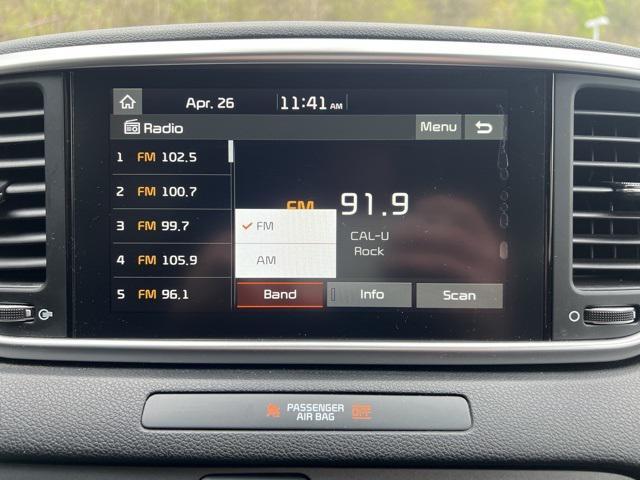 Apr. 26 11:41 AM
Radio Menu
1 FM 102.5
2 FM 100.7
3 FM 99.7
4 FM 105.9
5 FM 96.1
FM 91.9
CAL-U
Rock
FM
AM
Band Info Scan
PASSENGER
AIR BAG OFF